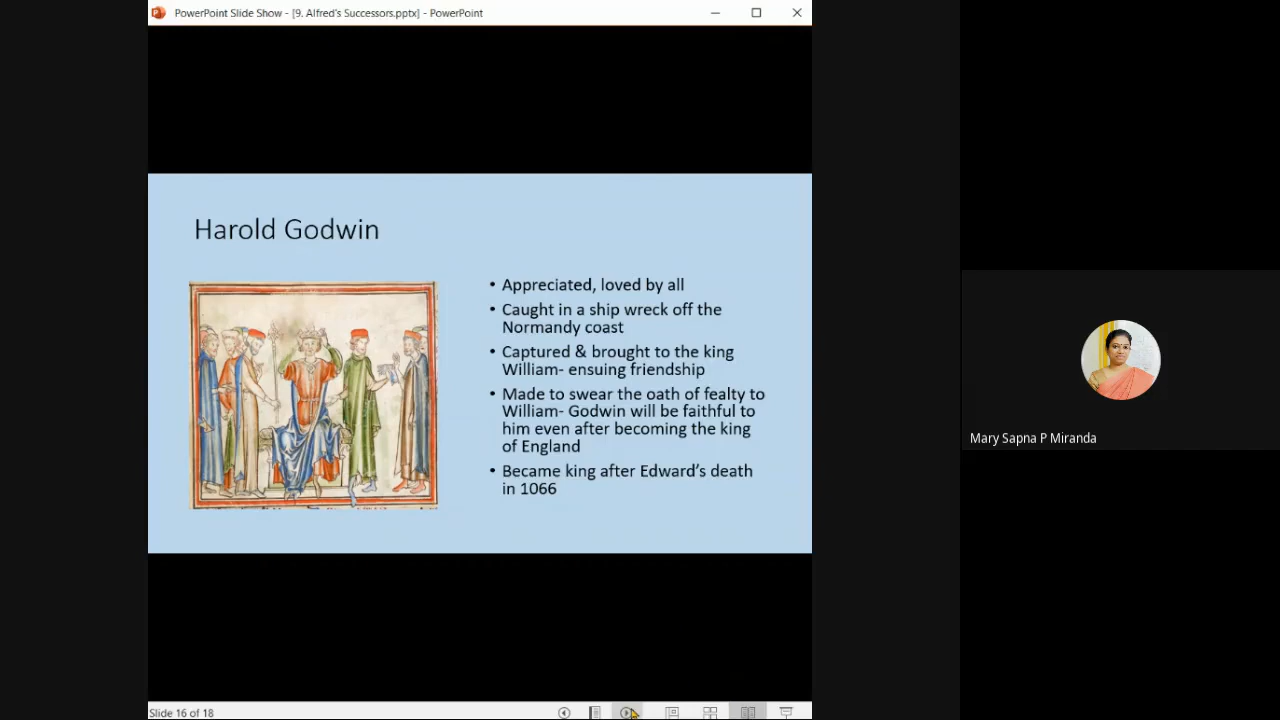 PowerPoint Slide Show - [9. Alfred's Successors.pptx] - PowerPoint
Harold Godwin
• Appreciated, loved by all
• Caught in a ship wreck off the
Normandy coast
• Captured & brought to the king
William- ensuing friendship
• Made to swear the oath of fealty to
William- Godwin will be faithful to
him even after becoming the king
of England
• Became king after Edward's death
in 1066
Mary Sapna P Miranda
Slide 16 of 18